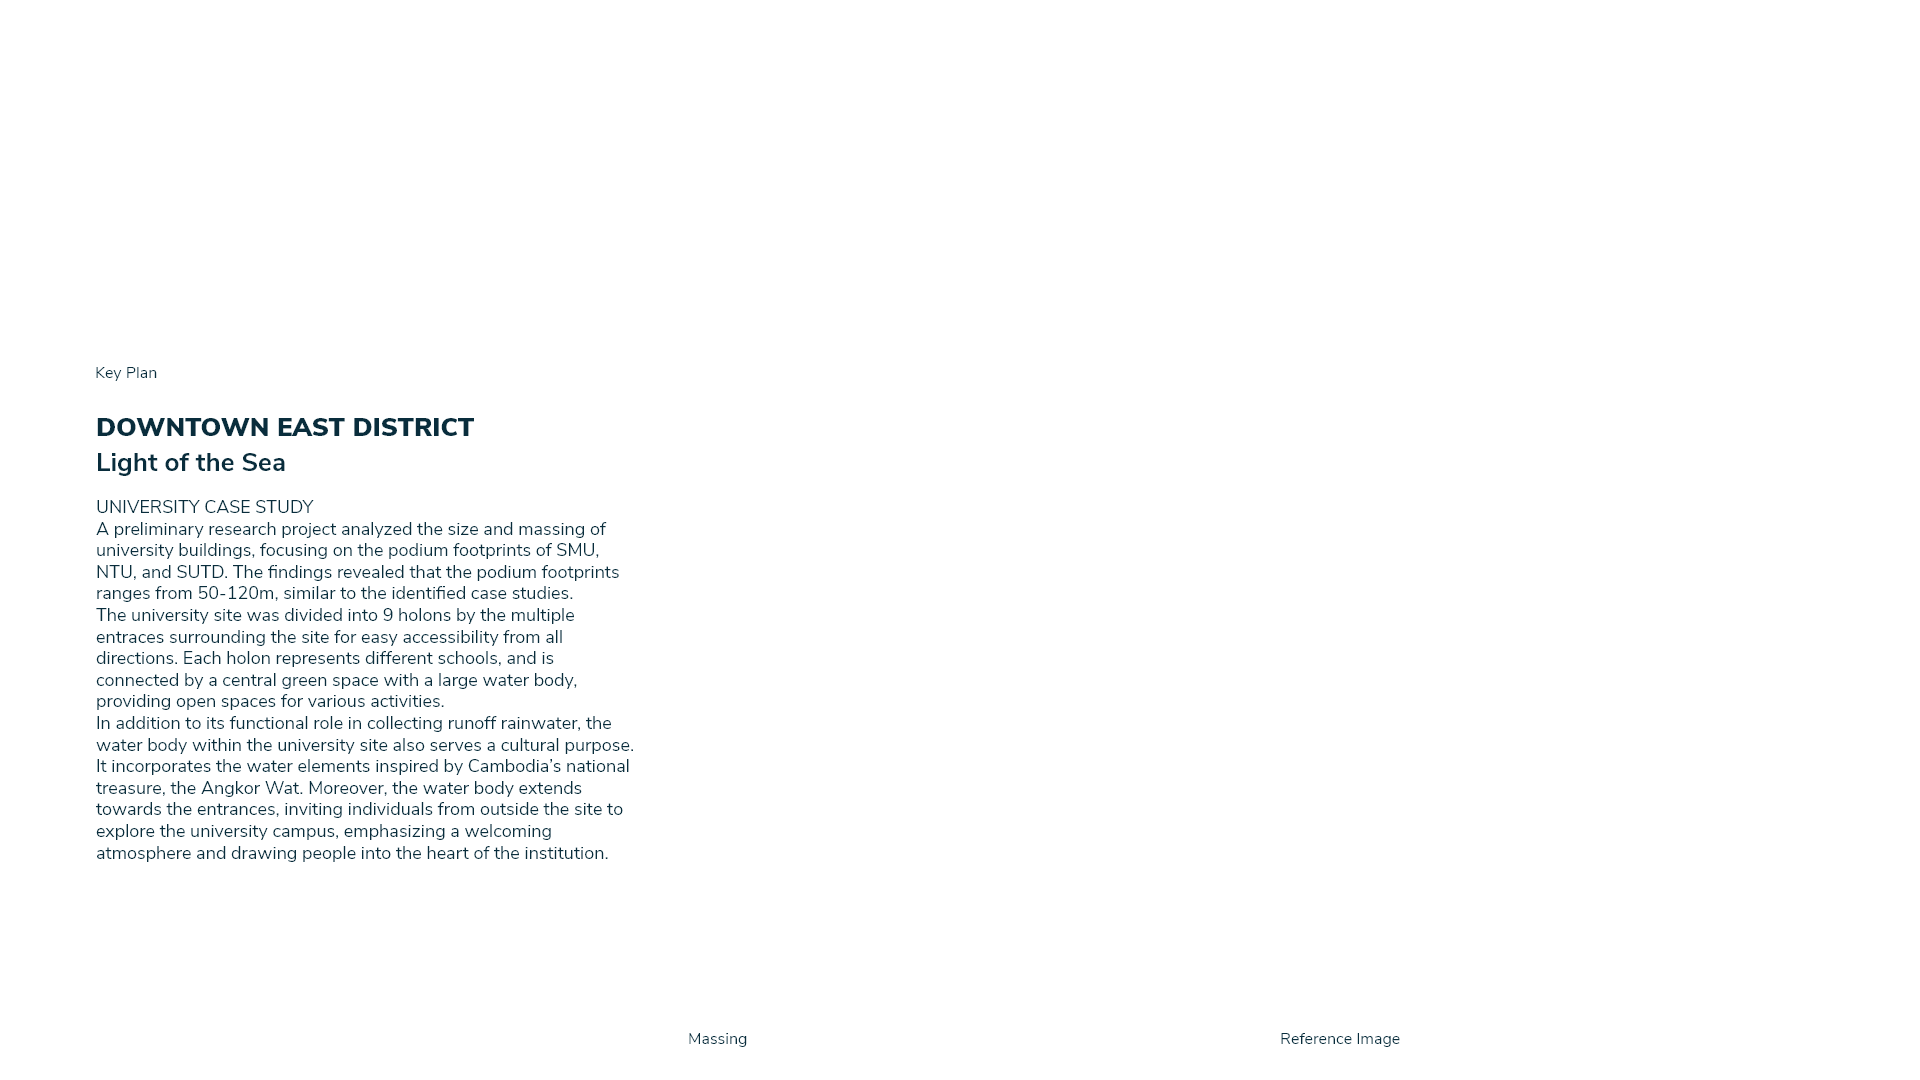 Key Plan
DOWNTOWN EAST DISTRICT
Light of the Sea
UNIVERSITY CASE STUDY
A preliminary research project analyzed the size and massing of
university buildings, focusing on the podium footprints of SMU,
NTU, and SUTD. The findings revealed that the podium footprints
ranges from 50-120m, similar to the identified case studies.
The university site was divided into 9 holons by the multiple
entraces surrounding the site for easy accessibility from all
directions. Each holon represents different schools, and is
connected by a central green space with a large water body,
providing open spaces for various activities.
In addition to its functional role in collecting runoff rainwater, the
water body within the university site also serves a cultural purpose.
It incorporates the water elements inspired by Cambodia’s national
treasure, the Angkor Wat. Moreover, the water body extends
towards the entrances, inviting individuals from outside the site to
explore the university campus, emphasizing a welcoming
atmosphere and drawing people into the heart of the institution.
Massing
Reference Image